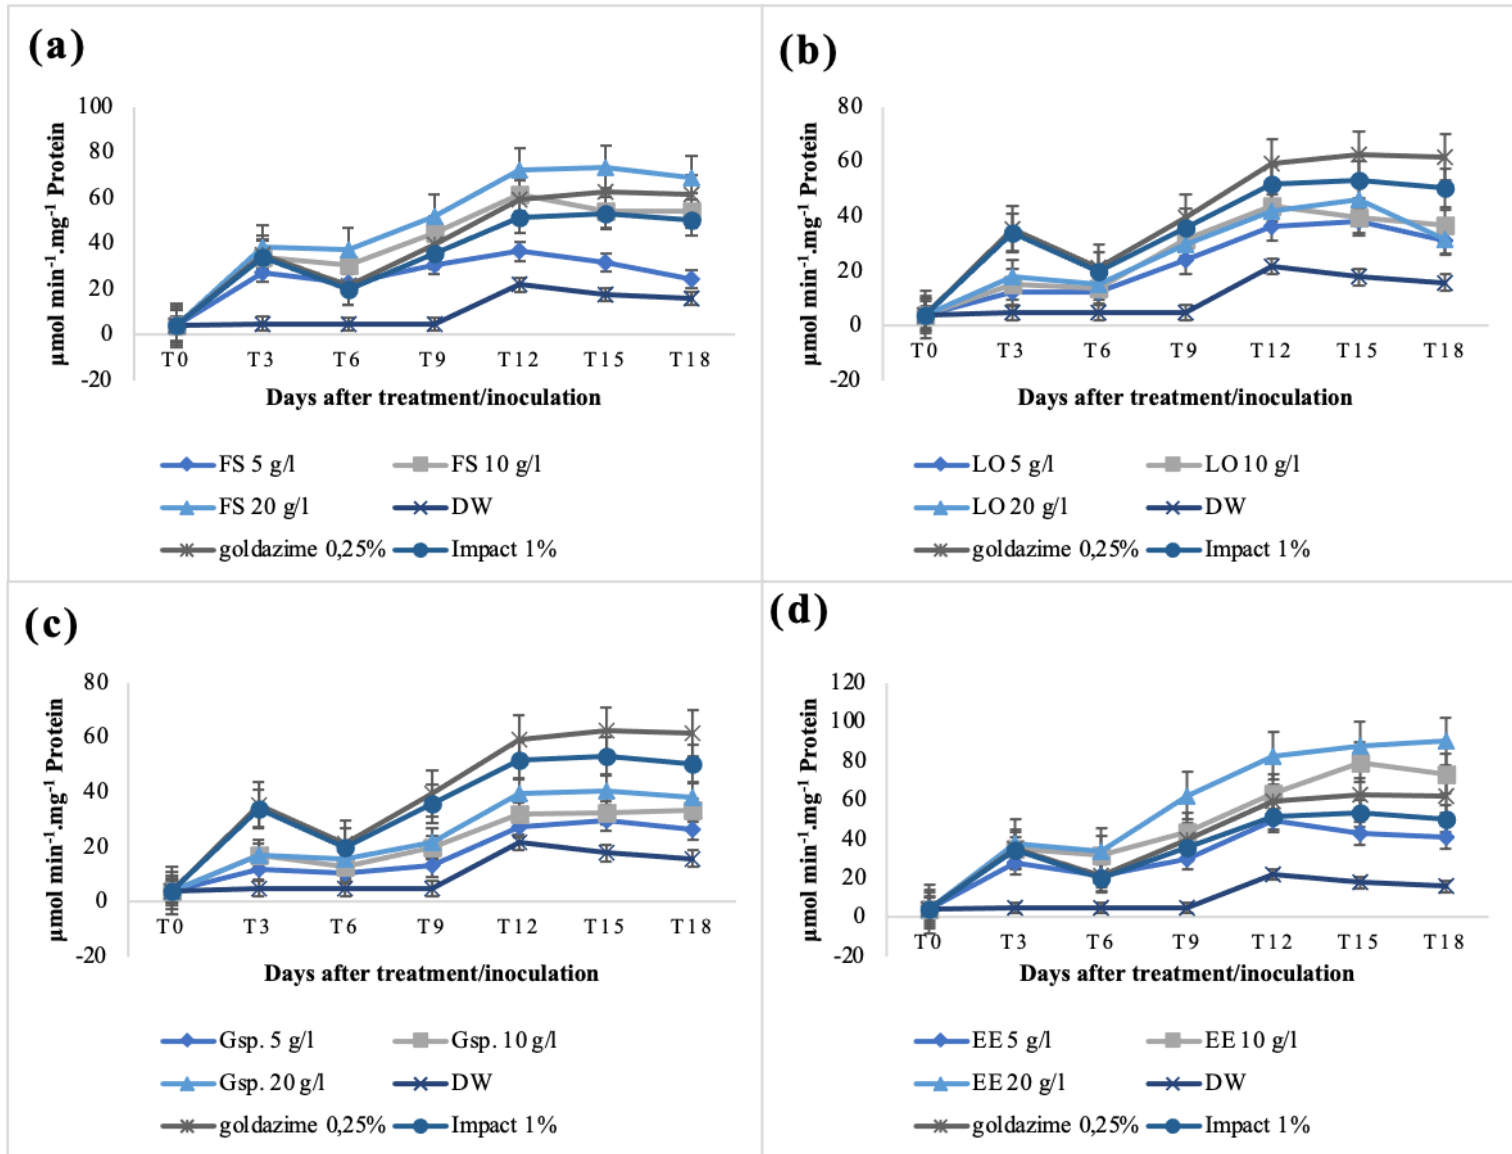 (a)
µmol min⁻¹.mg⁻¹ Protein
100
80
60
40
20
0
-20
T0 T3 T6 T9 T12 T15 T18
Days after treatment/inoculation
FS 5 g/l FS 10 g/l
FS 20 g/l DW
goldazime 0,25% Impact 1%
(b)
µmol min⁻¹.mg⁻¹ Protein
80
60
40
20
0
-20
T0 T3 T6 T9 T12 T15 T18
Days after treatment/inoculation
LO 5 g/l LO 10 g/l
LO 20 g/l DW
goldazime 0,25% Impact 1%
(c)
µmol min⁻¹.mg⁻¹ Protein
80
60
40
20
0
-20
T0 T3 T6 T9 T12 T15 T18
Days after treatment/inoculation
Gsp. 5 g/l Gsp. 10 g/l
Gsp. 20 g/l DW
goldazime 0,25% Impact 1%
(d)
µmol min⁻¹.mg⁻¹ Protein
120
100
80
60
40
20
0
-20
T0 T3 T6 T9 T12 T15 T18
Days after treatment/inoculation
EE 5 g/l EE 10 g/l
EE 20 g/l DW
goldazime 0,25% Impact 1%